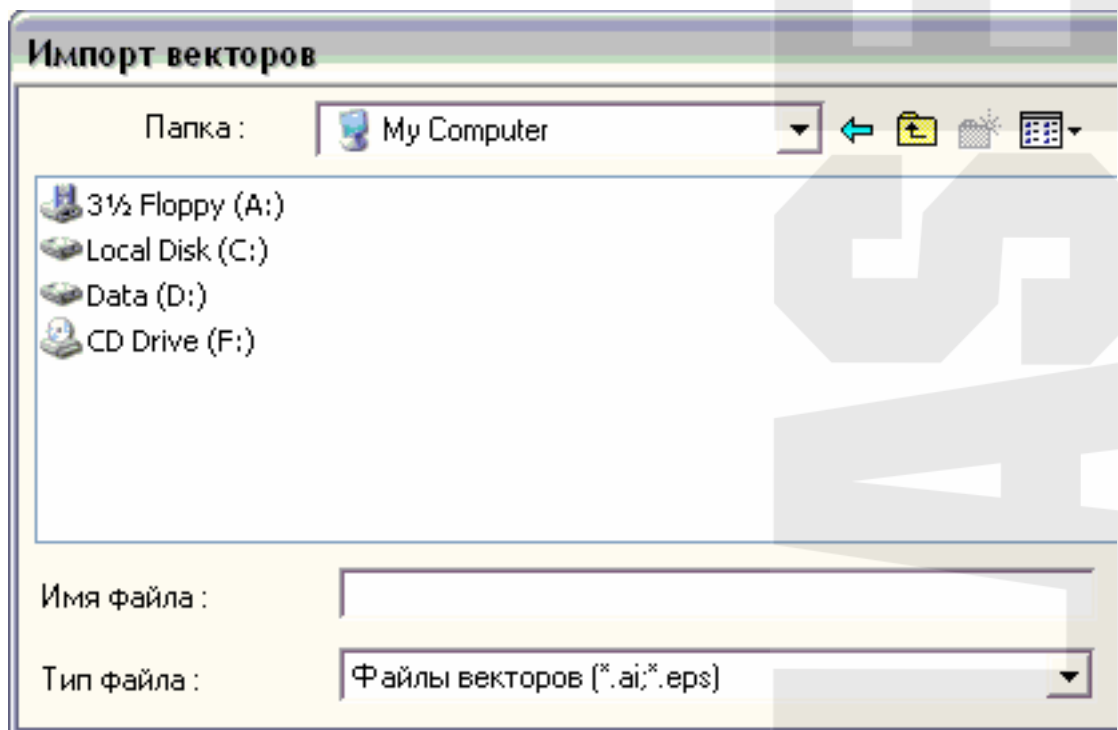 Импорт векторов
Папка : My Computer
3½ Floppy (A:)
Local Disk (C:)
Data (D:)
CD Drive (F:)
Имя файла :
Тип файла : Файлы векторов (*.ai;*.eps)